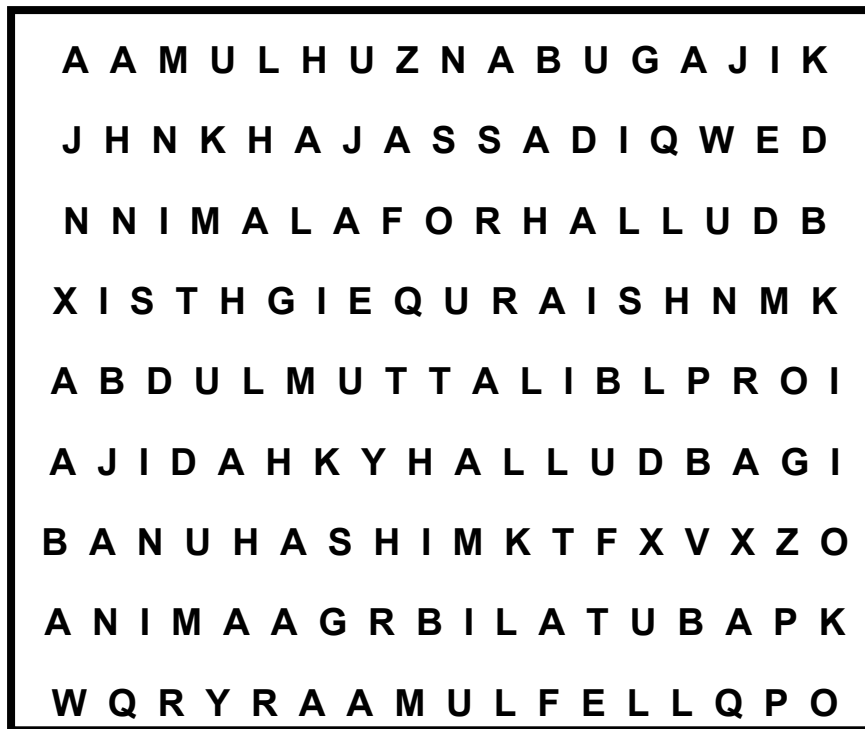 A A M U L H U Z N A B U G A J I K
J H N K H A J A S S A D I Q W E D
N N I M A L A F O R H A L L U D B
X I S T H G I E Q U R A I S H N M K
A B D U L M U T T A L I B L P R O I
A J I D A H K Y H A L L U D B A G I
B A N U H A S H I M K T F X V X Z O
A N I M A A G R B I L A T U B A P K
W Q R Y R A A M U L F E L L Q P O